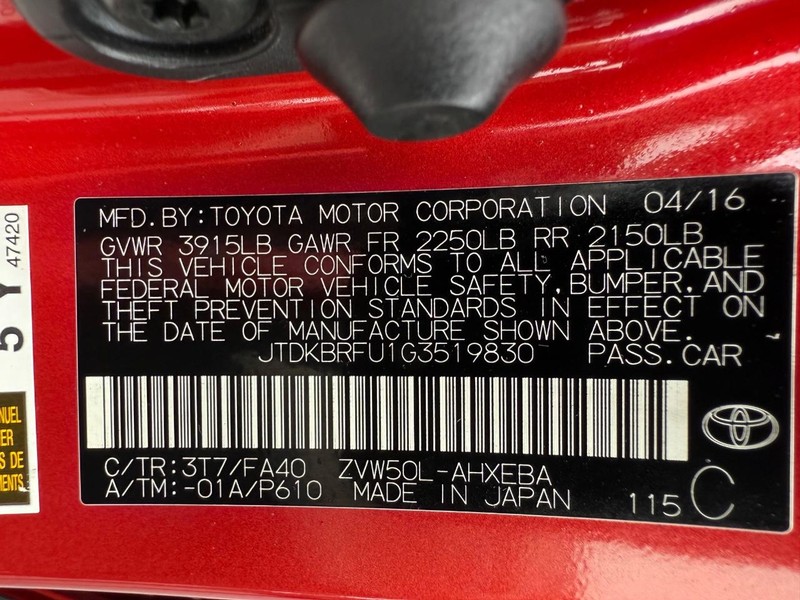 MFD. BY: TOYOTA MOTOR CORPORATION 04/16
GVWR 3915LB GAWR FR 2250LB RR 2150LB
THIS VEHICLE CONFORMS TO ALL APPLICABLE
FEDERAL MOTOR VEHICLE SAFETY, BUMPER, AND
THEFT PREVENTION STANDARDS IN EFFECT ON
THE DATE OF MANUFACTURE SHOWN ABOVE.
JTDKBRFU1G3519830 PASS. CAR
C/TR: 3T7/FA40 ZVW50L-AHXEBA
A/TM: -01A/P610 MADE IN JAPAN 115 C
5 Y 47420